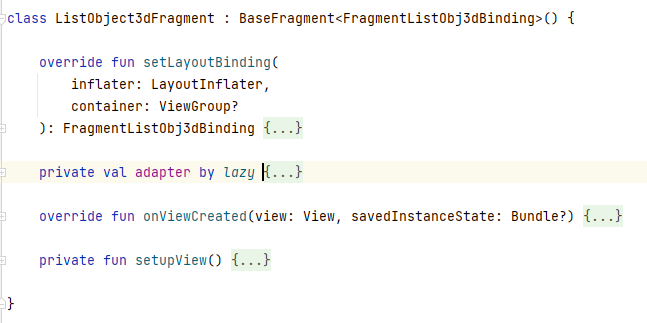 class ListObject3dFragment : BaseFragment<FragmentListObj3dBinding>() {
override fun setLayoutBinding(
inflater: LayoutInflater,
container: ViewGroup?
): FragmentListObj3dBinding {...}
private val adapter by lazy {...}
override fun onViewCreated(view: View, savedInstanceState: Bundle?) {...}
private fun setupView() {...}
}